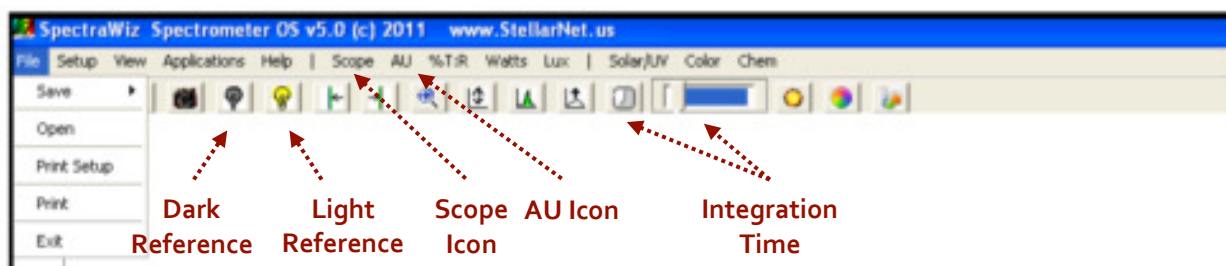 SpectraWiz Spectrometer OS v5.0 (c) 2011 www.StellarNet.us
File Setup View Applications Help | Scope AU %T:R Watts Lux | Solar/UV Color Chem
Save
Open
Print Setup
Print
Exit
Dark Reference
Light Reference
Scope Icon
AU Icon
Integration Time